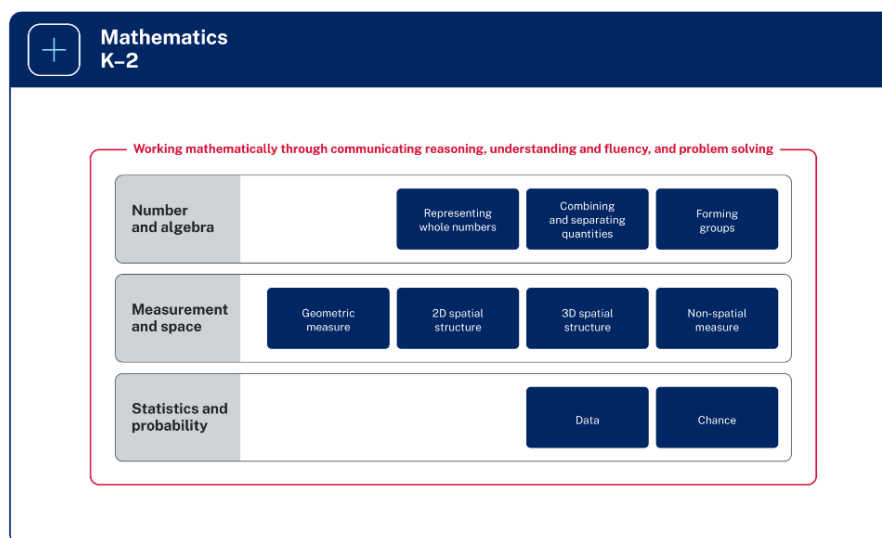 Mathematics
K–2
Working mathematically through communicating reasoning, understanding and fluency, and problem solving
Number
and algebra
Representing
whole numbers
Combining
and separating
quantities
Forming
groups
Measurement
and space
Geometric
measure
2D spatial
structure
3D spatial
structure
Non-spatial
measure
Statistics and
probability
Data
Chance